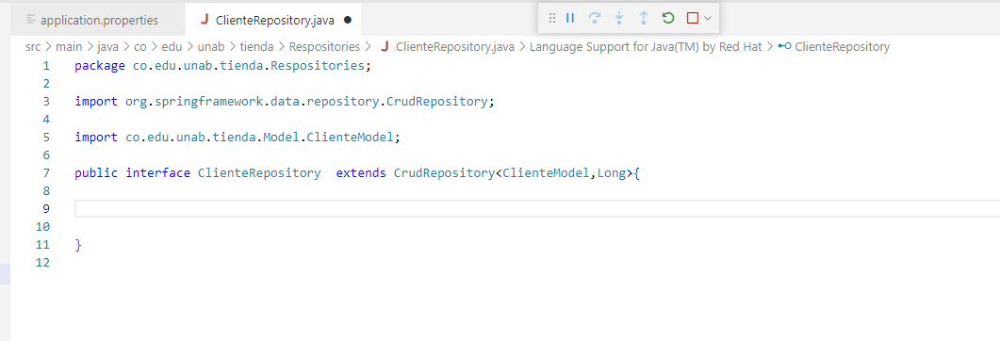 application.properties
J ClienteRepository.java
src > main > java > co > edu > unab > tienda > Respositories > J ClienteRepository.java > Language Support for Java(TM) by Red Hat > ClienteRepository
1 package co.edu.unab.tienda.Respositories;
2
3 import org.springframework.data.repository.CrudRepository;
4
5 import co.edu.unab.tienda.Model.ClienteModel;
6
7 public interface ClienteRepository  extends CrudRepository<ClienteModel,Long>{
8
9
10
11 }
12